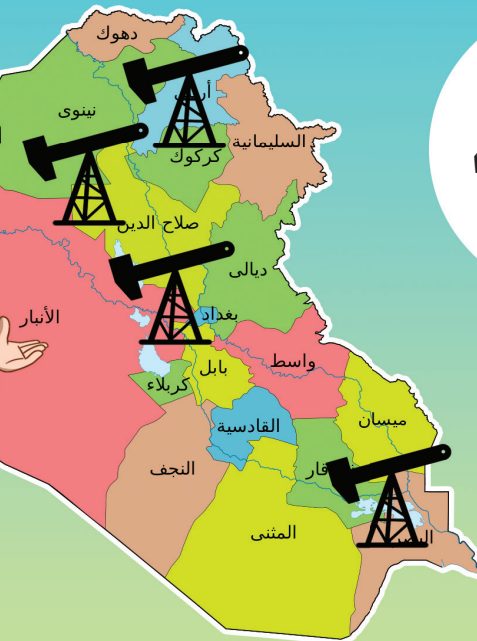 دهوك
نينوى
السليمانية
كركوك
صلاح الدين
ديالى
بغداد
الأنبار
واسط
بابل
كربلاء
ميسان
القادسية
النجف
المثنى